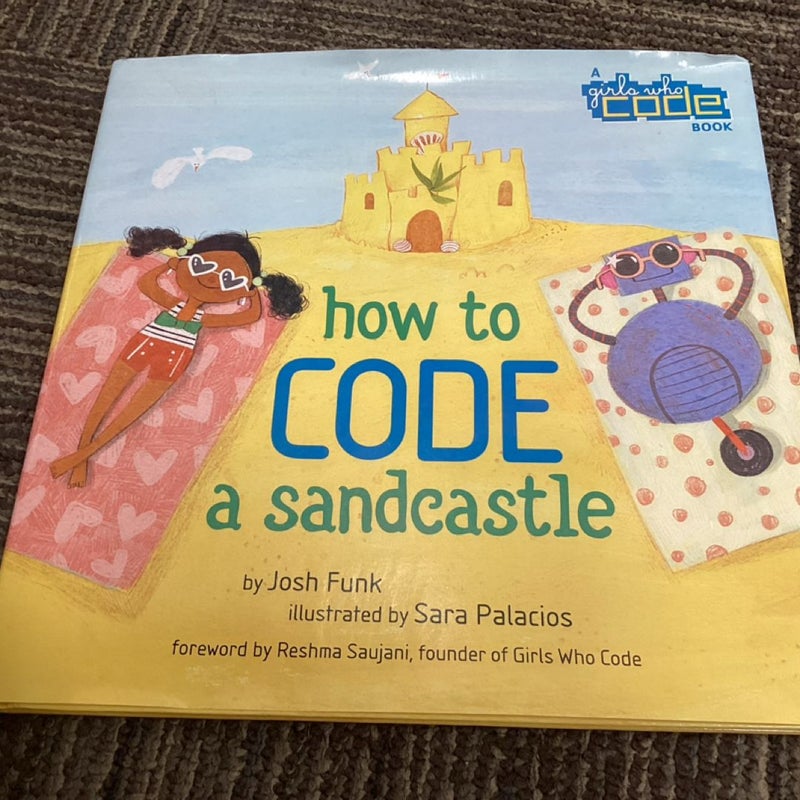 A
girls who
code
BOOK
how to
CODE
a sandcastle
by Josh Funk
illustrated by Sara Palacios
foreword by Reshma Saujani, founder of Girls Who Code